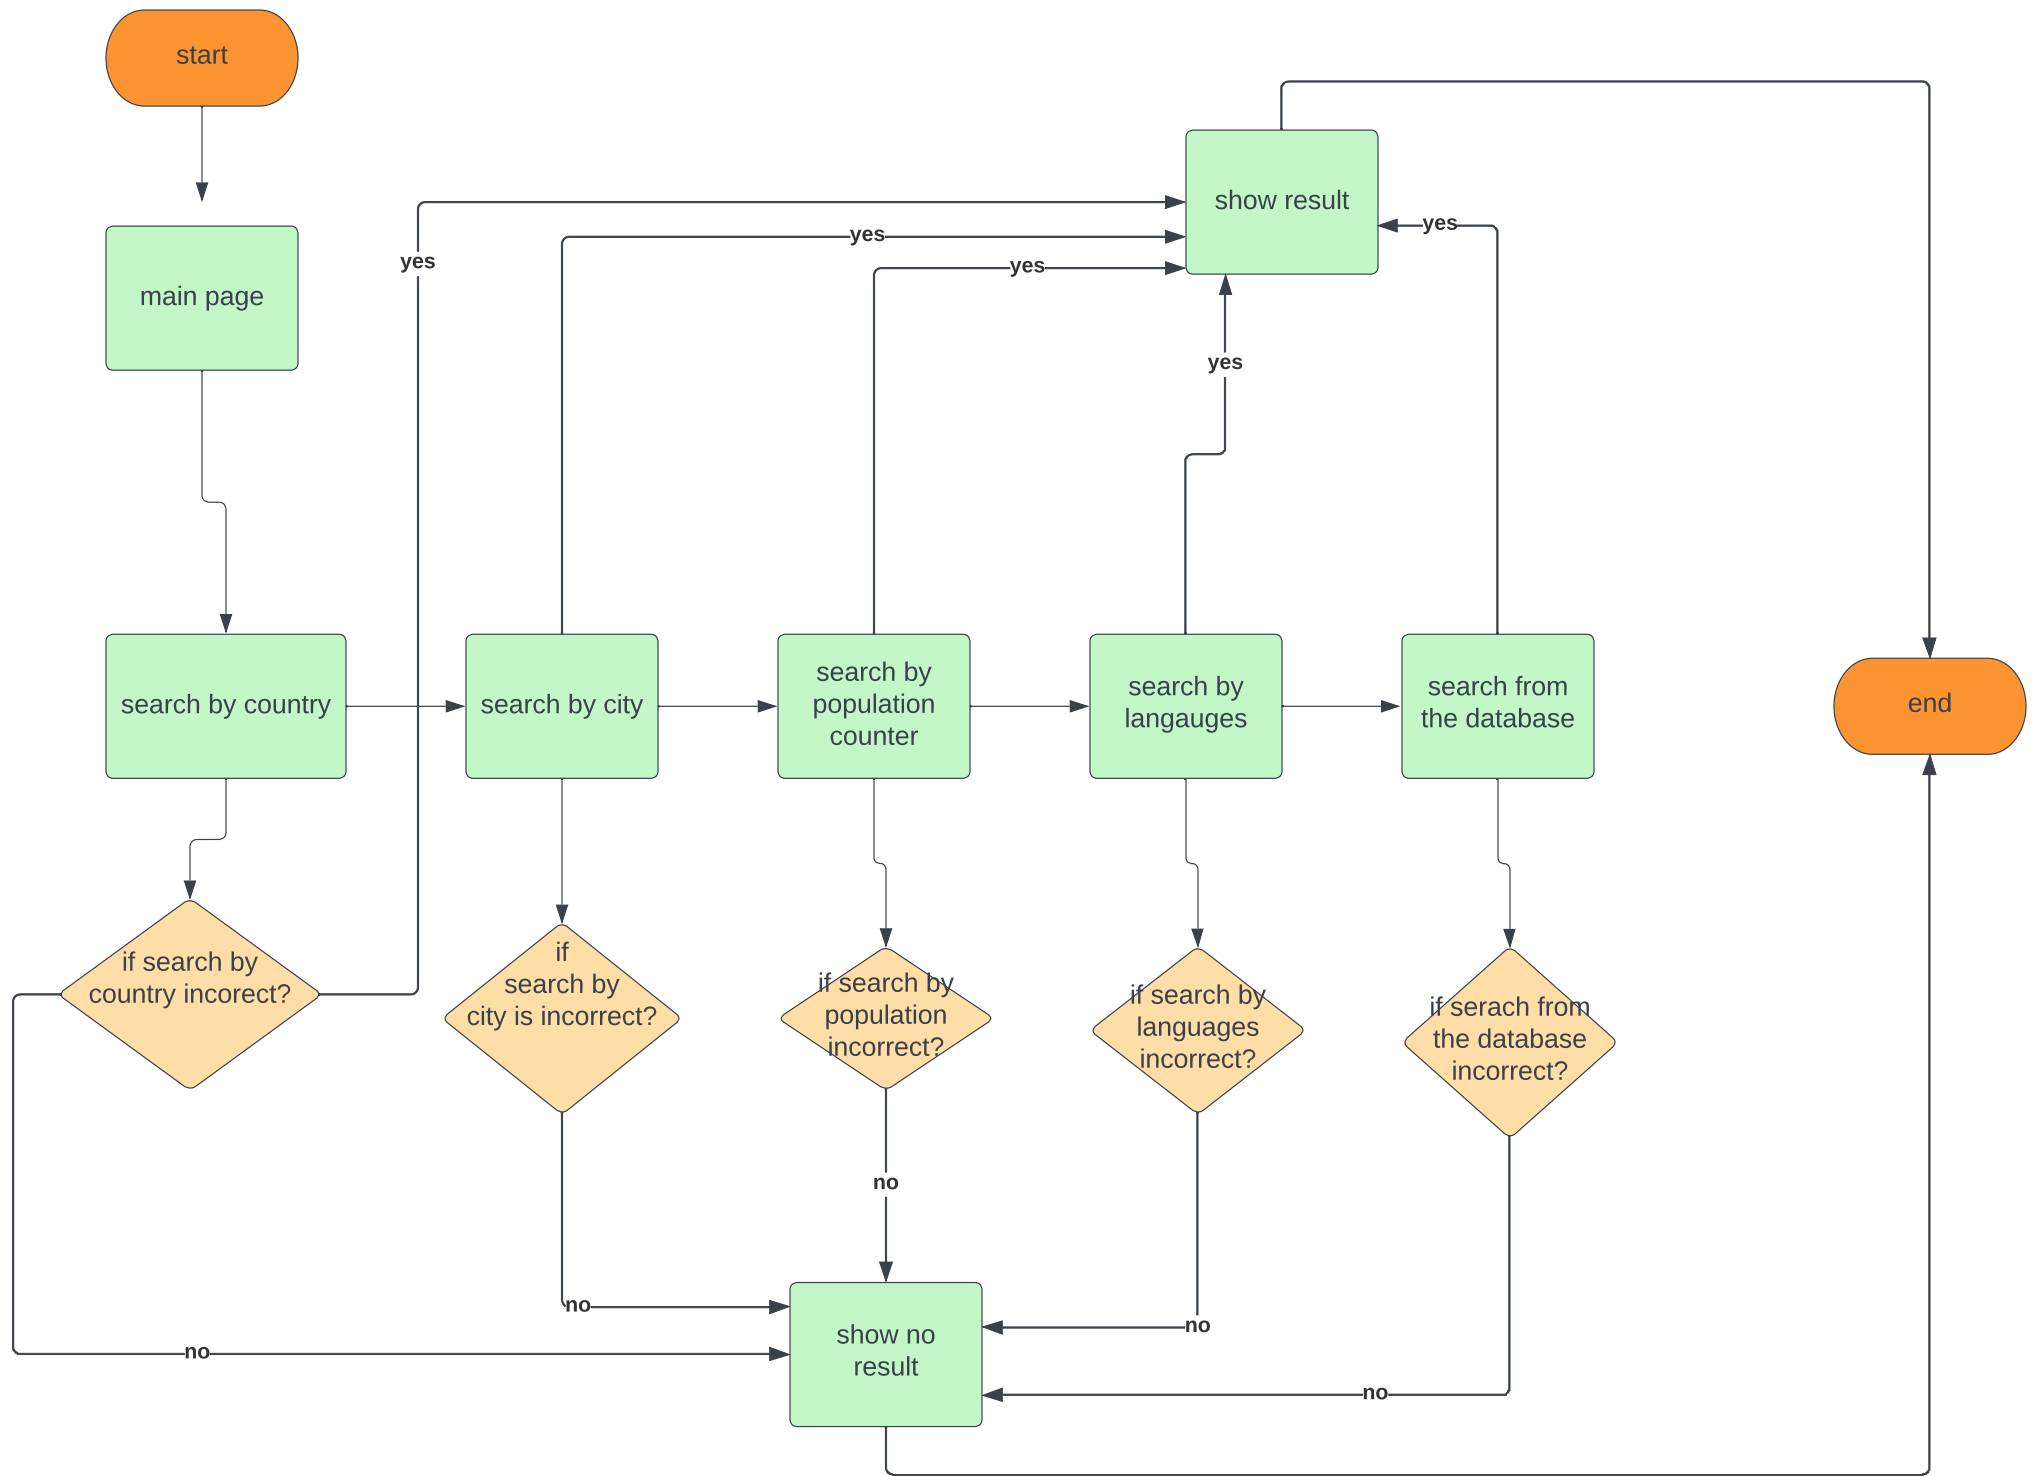 start
show result
yes
yes
yes
yes
main page
yes
search by country
search by city
search by
population
counter
search by
langauges
search from
the database
end
if search by
country incorect?
if
search by
city is incorrect?
if search by
population
incorrect?
if search by
languages
incorrect?
if serach from
the database
incorrect?
no
no
no
no
no
show no
result